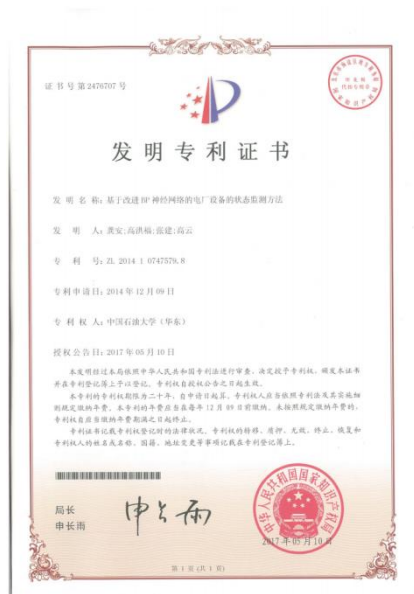 证书号第2476707号
发明专利证书
发 明 名 称：基于改进BP神经网络的电厂设备的状态监测方法
发 明 人：龚安;高洪福;张建;高云
专 利 号：ZL 2014 1 0747579.8
专利申请日：2014年12月09日
专 利 权 人：中国石油大学（华东）
授权公告日：2017年05月10日
本发明经过本局依照中华人民共和国专利法进行审查，决定授予专利权，颁发本证书
并在专利登记簿上予以登记。专利权自授权公告之日起生效。
本专利的专利权期限为二十年，自申请日起算。专利权人应当依照专利法及其实施细
则规定缴纳年费。本专利的年费应当在每年12月09日前缴纳。未按照规定缴纳年费的，
专利权自应当缴纳年费期满之日起终止。
专利证书记载专利权登记时的法律状况。专利权的转移、质押、无效、终止、恢复和
专利权人的姓名或名称、国籍、地址变更等事项记载在专利登记簿上。
局长
申长雨
申长雨
中华人民共和国国家知识产权局
2017年05月10日
第1页(共1页)